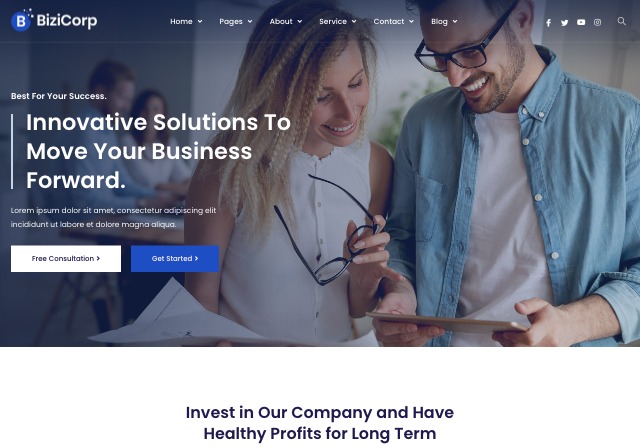 BiziCorp
Home Pages About Service Contact Blog
Best For Your Success.
Innovative Solutions To
Move Your Business
Forward.
Lorem ipsum dolor sit amet, consectetur adipiscing elit
incididunt ut labore et dolore magna aliqua.
Free Consultation
Get Started
Invest in Our Company and Have
Healthy Profits for Long Term